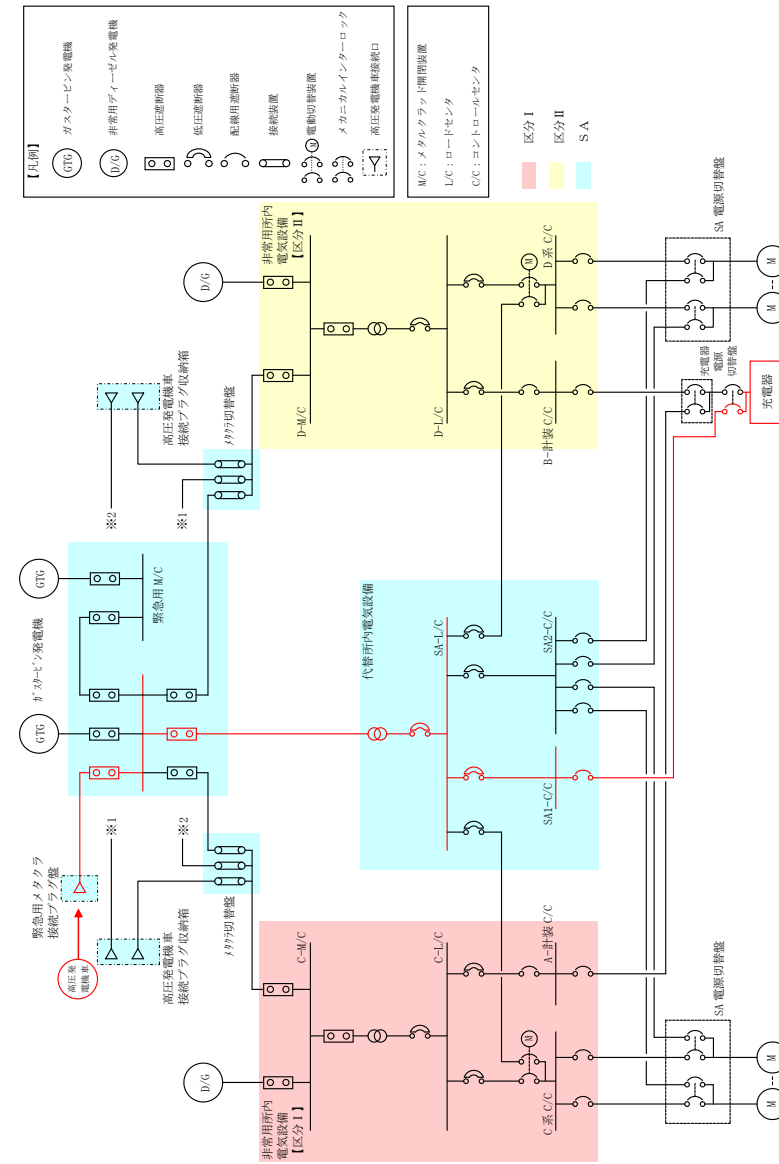 【凡例】
GTG
ガスタービン発電機
D/G
非常用ディーゼル発電機
高圧遮断器
低圧遮断器
配線用遮断器
接続装置
M
電動切替装置
メカニカルインターロック
高圧発電機車接続口
M/C：メタルクラッド開閉装置
L/C：ロードセンタ
C/C：コントロールセンタ
区分Ⅰ
区分Ⅱ
ＳＡ
緊急用メタクラ
接続プラグ盤
高圧発
電機車
ｶﾞｽﾀｰﾋﾞﾝ発電機
GTG
GTG
緊急用 M/C
※1
※2
高圧発電機車
接続プラグ収納箱
ﾒﾀｸﾗ切替盤
※2
※1
高圧発電機車
接続プラグ収納箱
ﾒﾀｸﾗ切替盤
D/G
非常用所内
電気設備
【区分Ⅰ】
C-M/C
C-L/C
M
C 系 C/C
A-計装 C/C
代替所内電気設備
SA-L/C
SA1-C/C
SA2-C/C
D/G
非常用所内
電気設備
【区分Ⅱ】
D-M/C
D-L/C
M
B-計装 C/C
D 系 C/C
SA 電源切替盤
M
M
充電器
電源
切替盤
充電器
SA 電源切替盤
M
M